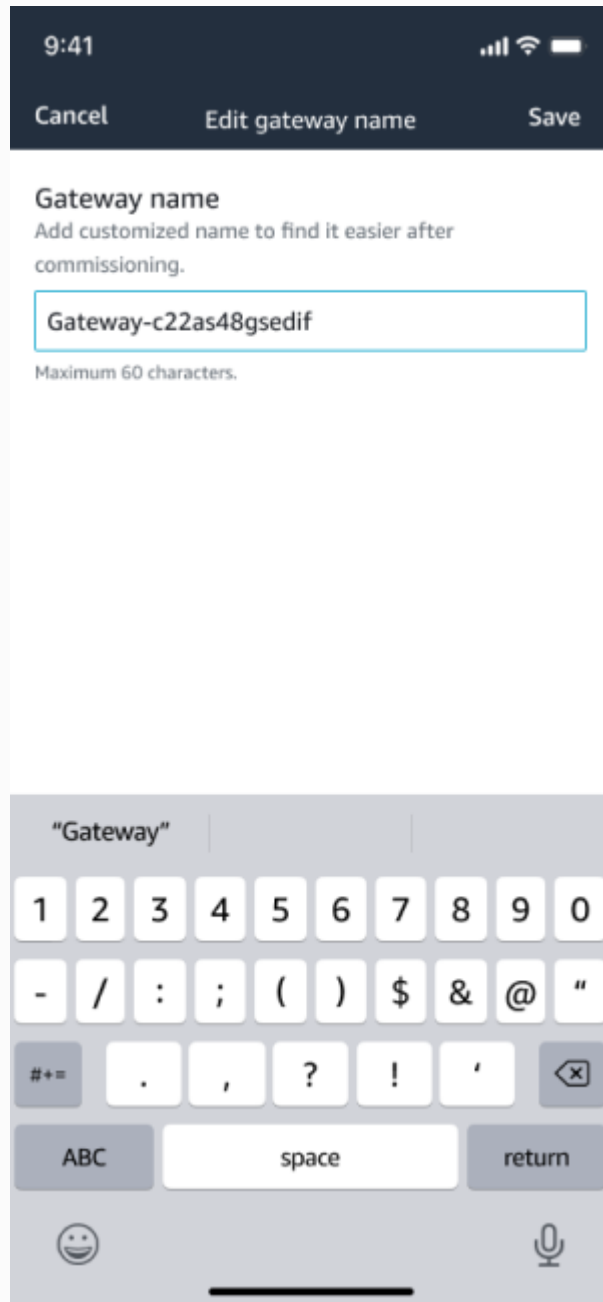 9:41
Cancel Edit gateway name Save
Gateway name
Add customized name to find it easier after
commissioning.
Gateway-c22as48gsedif
Maximum 60 characters.
“Gateway”
1 2 3 4 5 6 7 8 9 0
- / : ; ( ) $ & @ “
#+= . , ? ! ‘
ABC space return